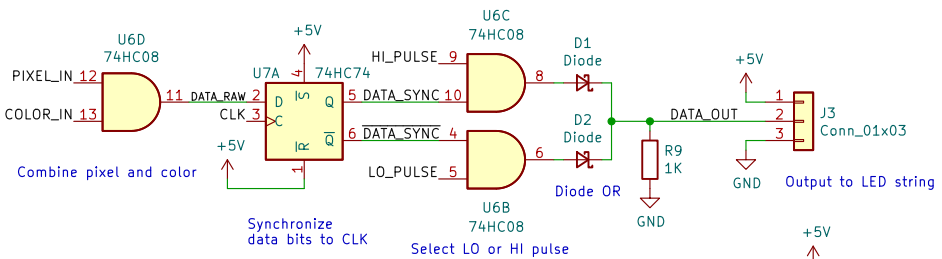 U6C
74HC08
U6D
74HC08
+5V
D1
Diode
U7A
74HC74
HI_PULSE 9
+5V
PIXEL_IN 12
4
S
8
1
J3
Conn_01x03
11 DATA_RAW 2
D
Q
5 DATA_SYNC 10
COLOR_IN 13
CLK 3
C
D2
Diode
DATA_OUT
2
+5V
R
Q
6 DATA_SYNC 4
6
3
R9
1K
1
LO_PULSE 5
GND
Combine pixel and color
Diode OR
Output to LED string
GND
U6B
74HC08
Synchronize
data bits to CLK
Select LO or HI pulse
+5V